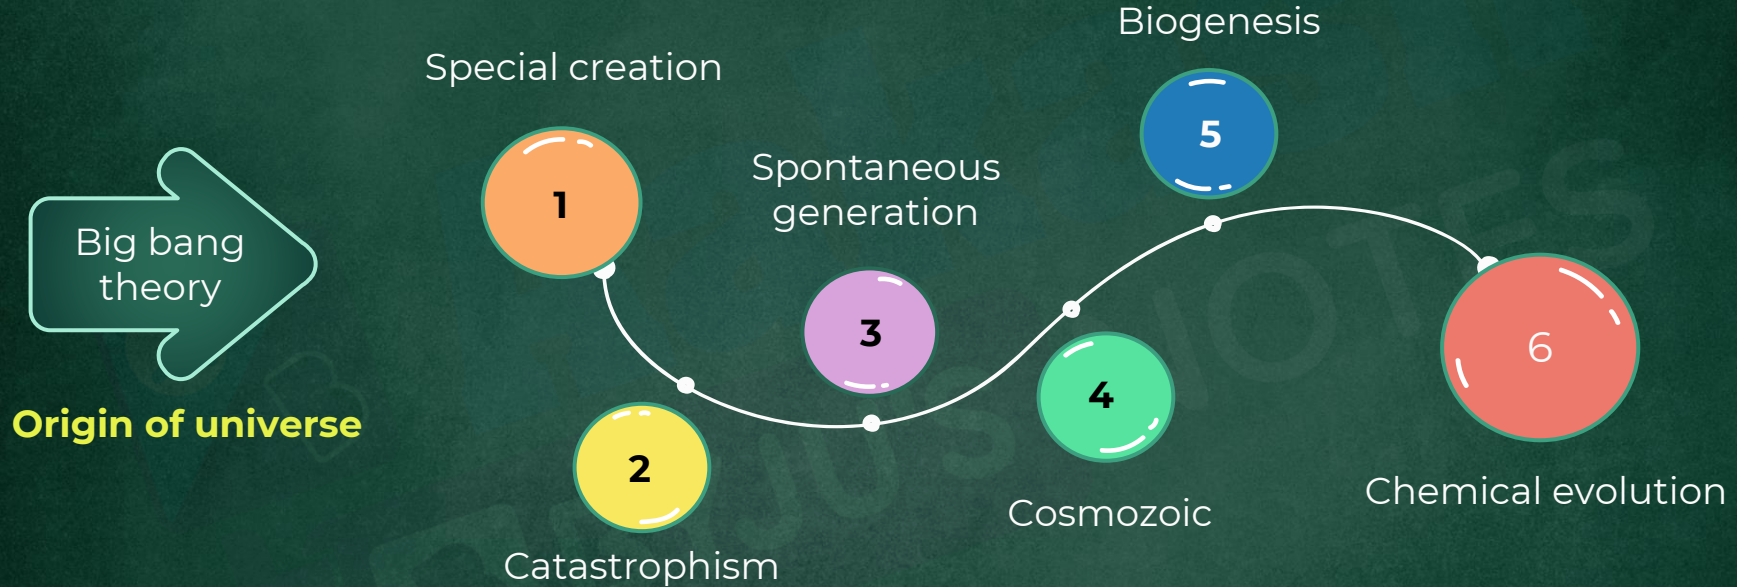 Big bang
theory
Origin of universe
Special creation
1
2
Catastrophism
Spontaneous
generation
3
4
Cosmozoic
Biogenesis
5
6
Chemical evolution